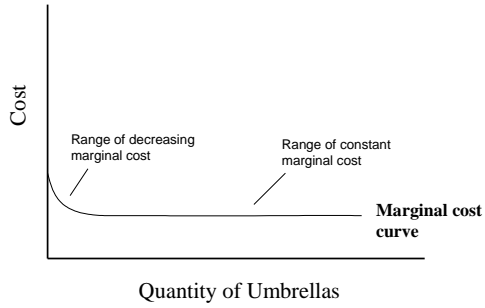 Cost
Range of decreasing
marginal cost
Range of constant
marginal cost
Marginal cost
curve
Quantity of Umbrellas